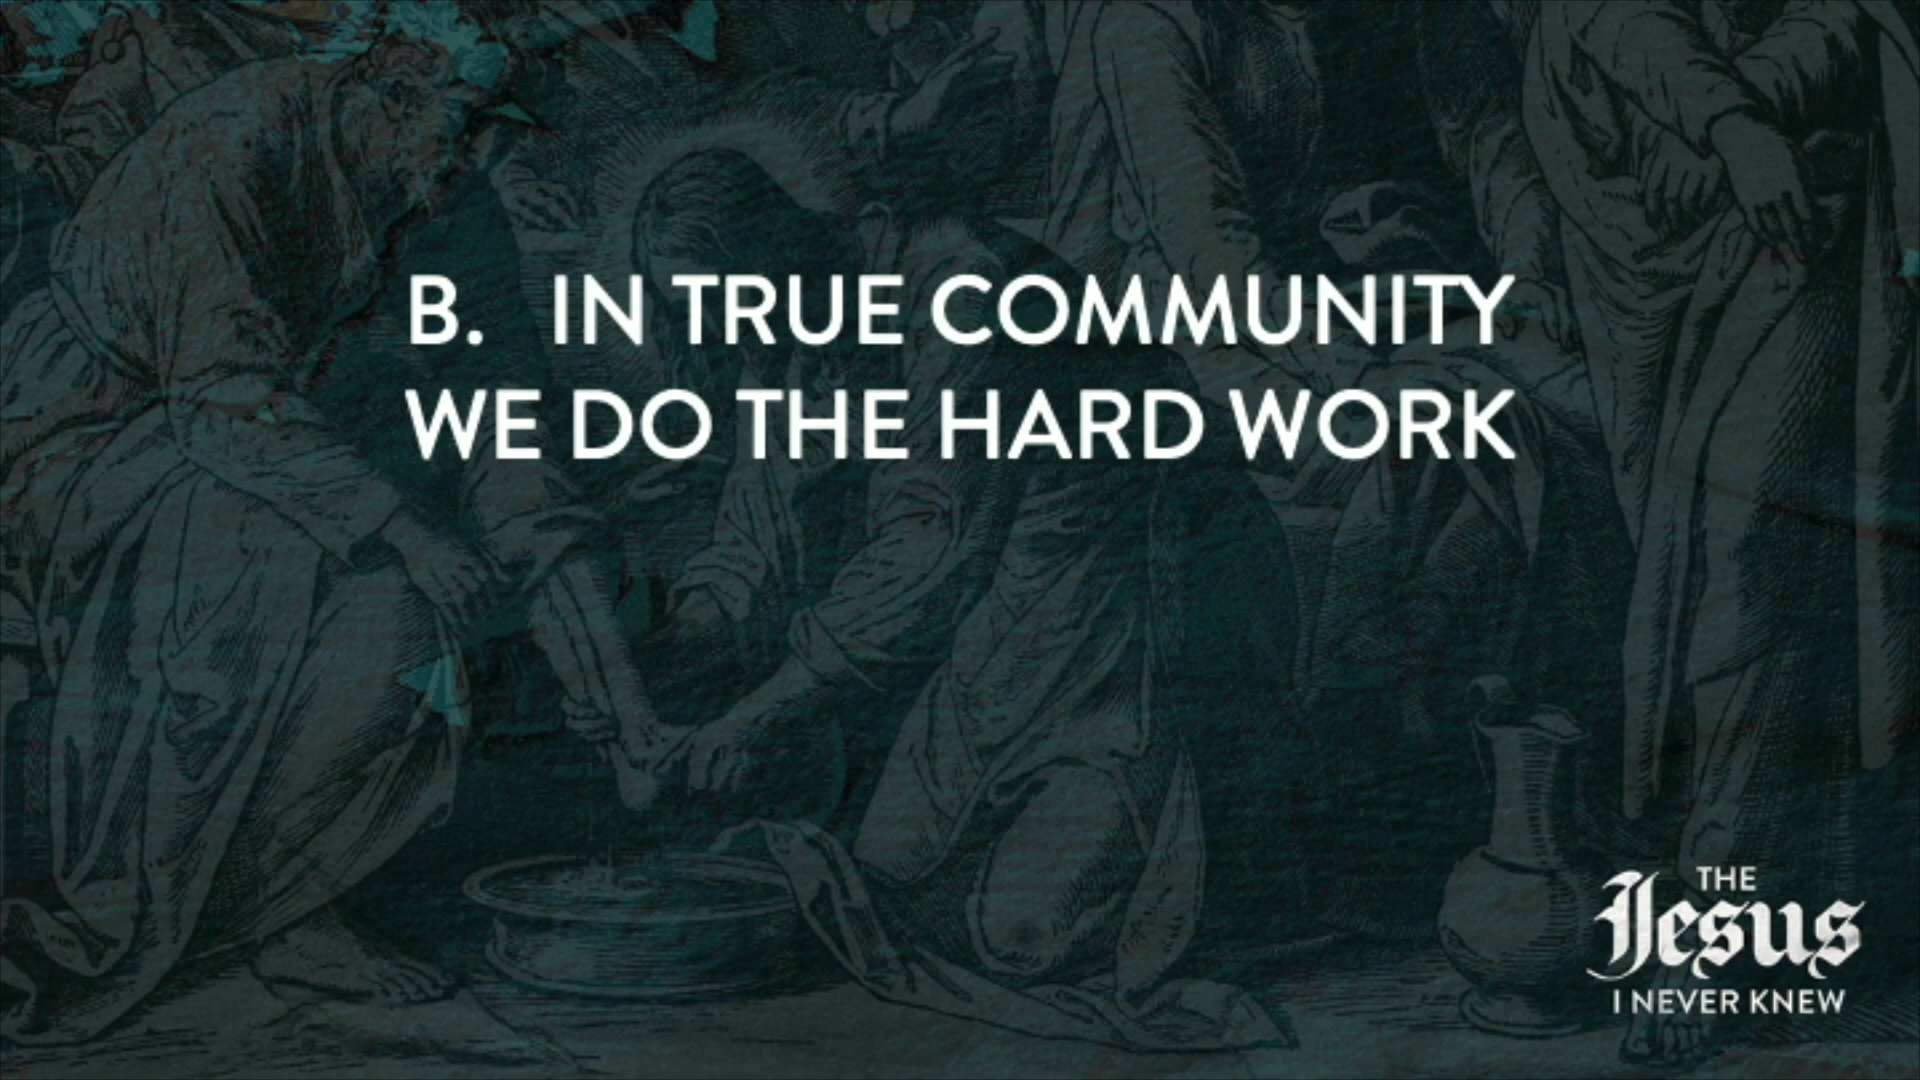 B. IN TRUE COMMUNITY
WE DO THE HARD WORK
THE
Jesus
I NEVER KNEW